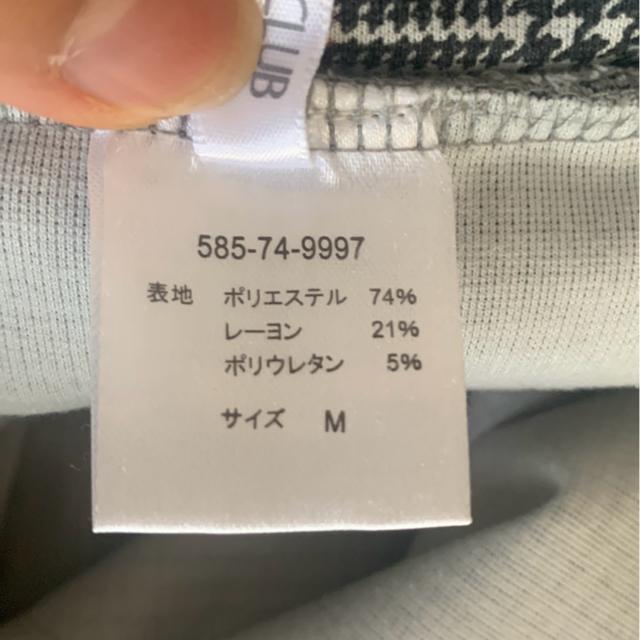 CLUB
585-74-9997
表地 ポリエステル 74%
レーヨン 21%
ポリウレタン 5%
サイズ M